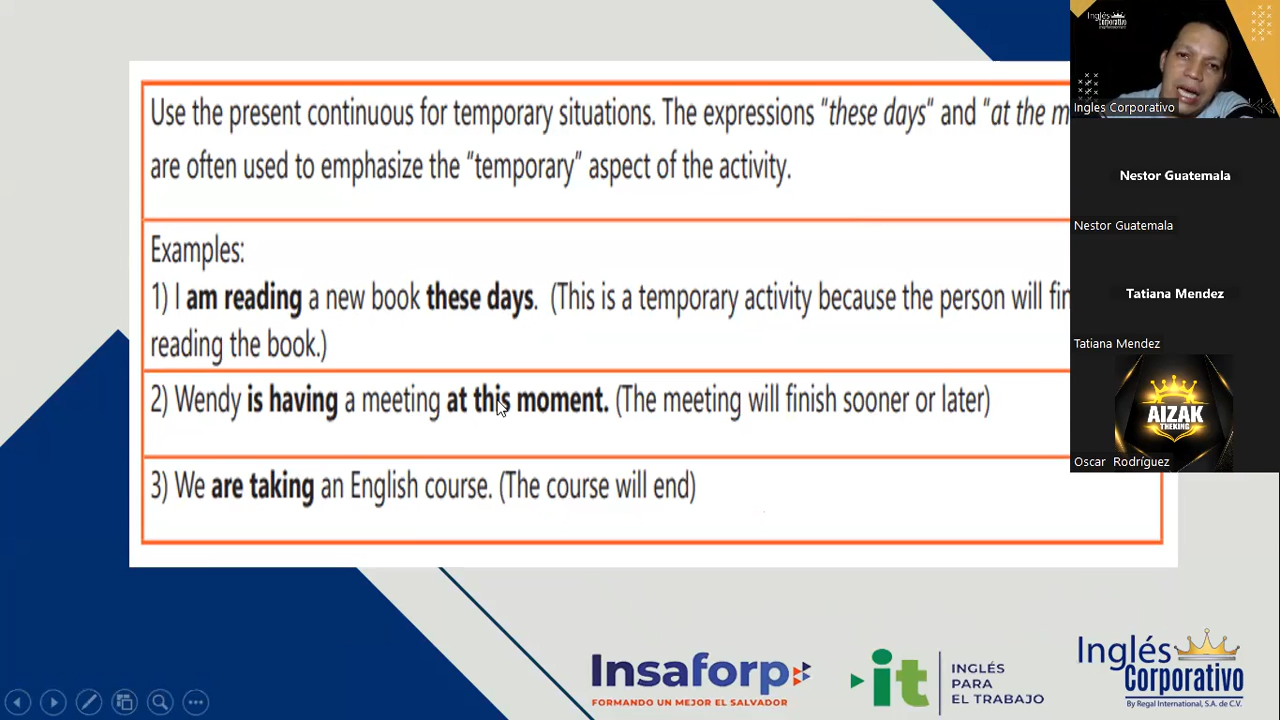 Use the present continuous for temporary situations. The expressions "these days" and "at the m
are often used to emphasize the "temporary" aspect of the activity.
Examples:
1) I am reading a new book these days. (This is a temporary activity because the person will fin
reading the book.)
2) Wendy is having a meeting at this moment. (The meeting will finish sooner or later)
3) We are taking an English course. (The course will end)
Inglés
Corporativo
Ingles Corporativo
Nestor Guatemala
Nestor Guatemala
Tatiana Mendez
Tatiana Mendez
AIZAK
THEKING
Oscar Rodríguez
Insaforp
FORMANDO UN MEJOR EL SALVADOR
it
INGLÉS
PARA
EL TRABAJO
Inglés
Corporativo
By Regal International, S.A. de C.V.